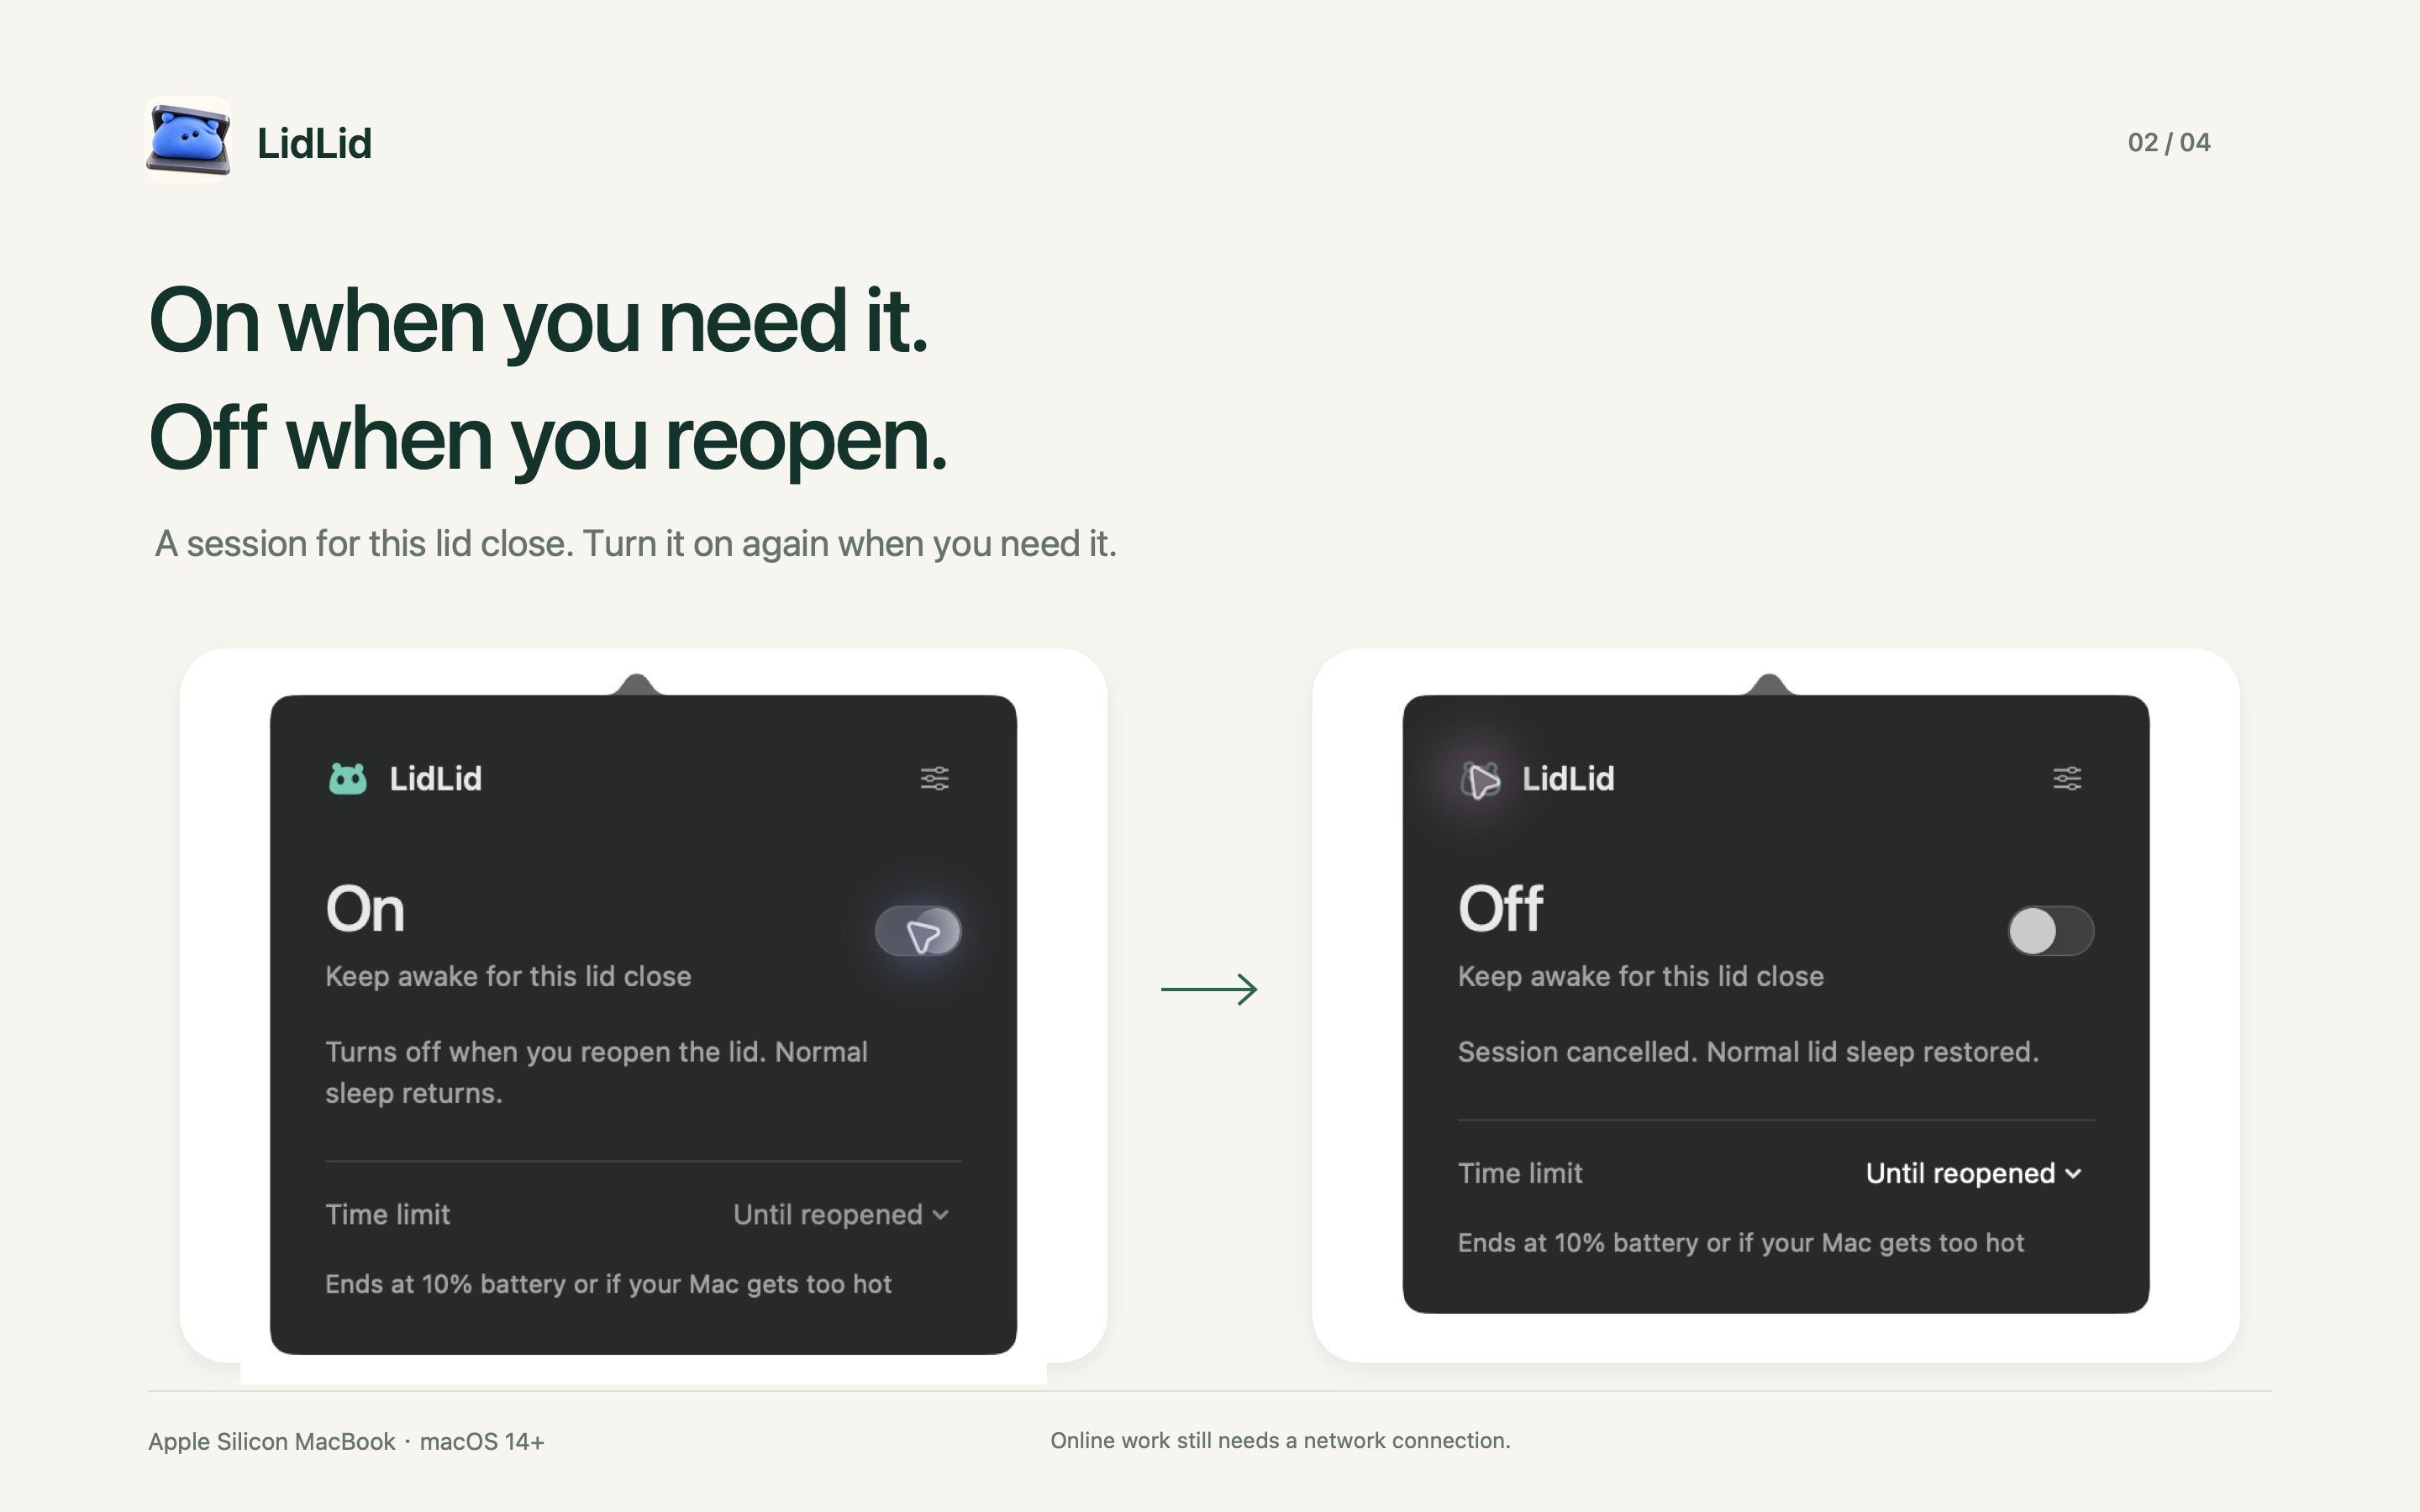 LidLid
02 / 04
On when you need it.
Off when you reopen.
A session for this lid close. Turn it on again when you need it.
LidLid
On
Keep awake for this lid close
Turns off when you reopen the lid. Normal
sleep returns.
Time limit
Until reopened
Ends at 10% battery or if your Mac gets too hot
LidLid
Off
Keep awake for this lid close
Session cancelled. Normal lid sleep restored.
Time limit
Until reopened
Ends at 10% battery or if your Mac gets too hot
Apple Silicon MacBook · macOS 14+
Online work still needs a network connection.